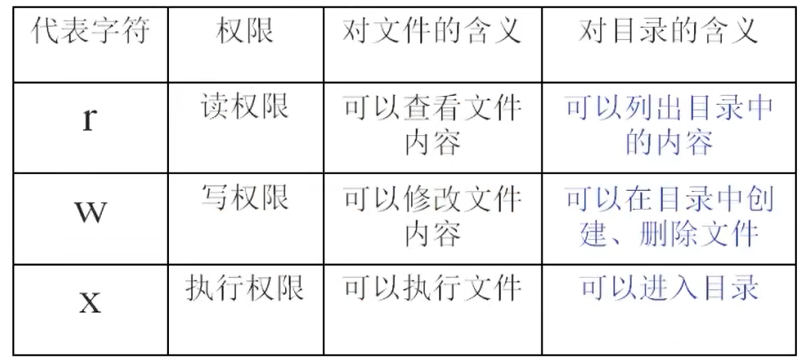 代表字符 权限 对文件的含义 对目录的含义
r 读权限 可以查看文件内容 可以列出目录中的内容
w 写权限 可以修改文件内容 可以在目录中创建、删除文件
x 执行权限 可以执行文件 可以进入目录